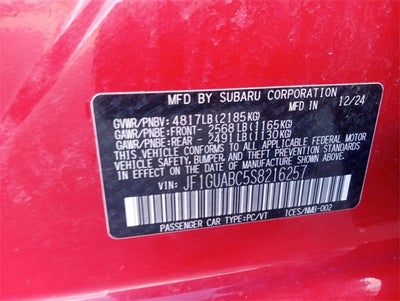 MFD BY SUBARU CORPORATION 12/24
GVWR/PNBV: 4817LB(2185KG)
GAWR/PNBE:FRONT- 2568LB(1165KG)
GAWR/PNBE:REAR - 2491LB(1130KG)
THIS VEHICLE CONFORMS TO ALL APPLICABLE FEDERAL MOTOR
VEHICLE SAFETY, BUMPER, AND THEFT PREVENTION STANDARDS
IN EFFECT ON THE DATE OF MANUFACTURE SHOWN ABOVE.
VIN: JF1GUABC5S8216257
PASSENGER CAR TYPE:PC/VT ICES/NMB-002